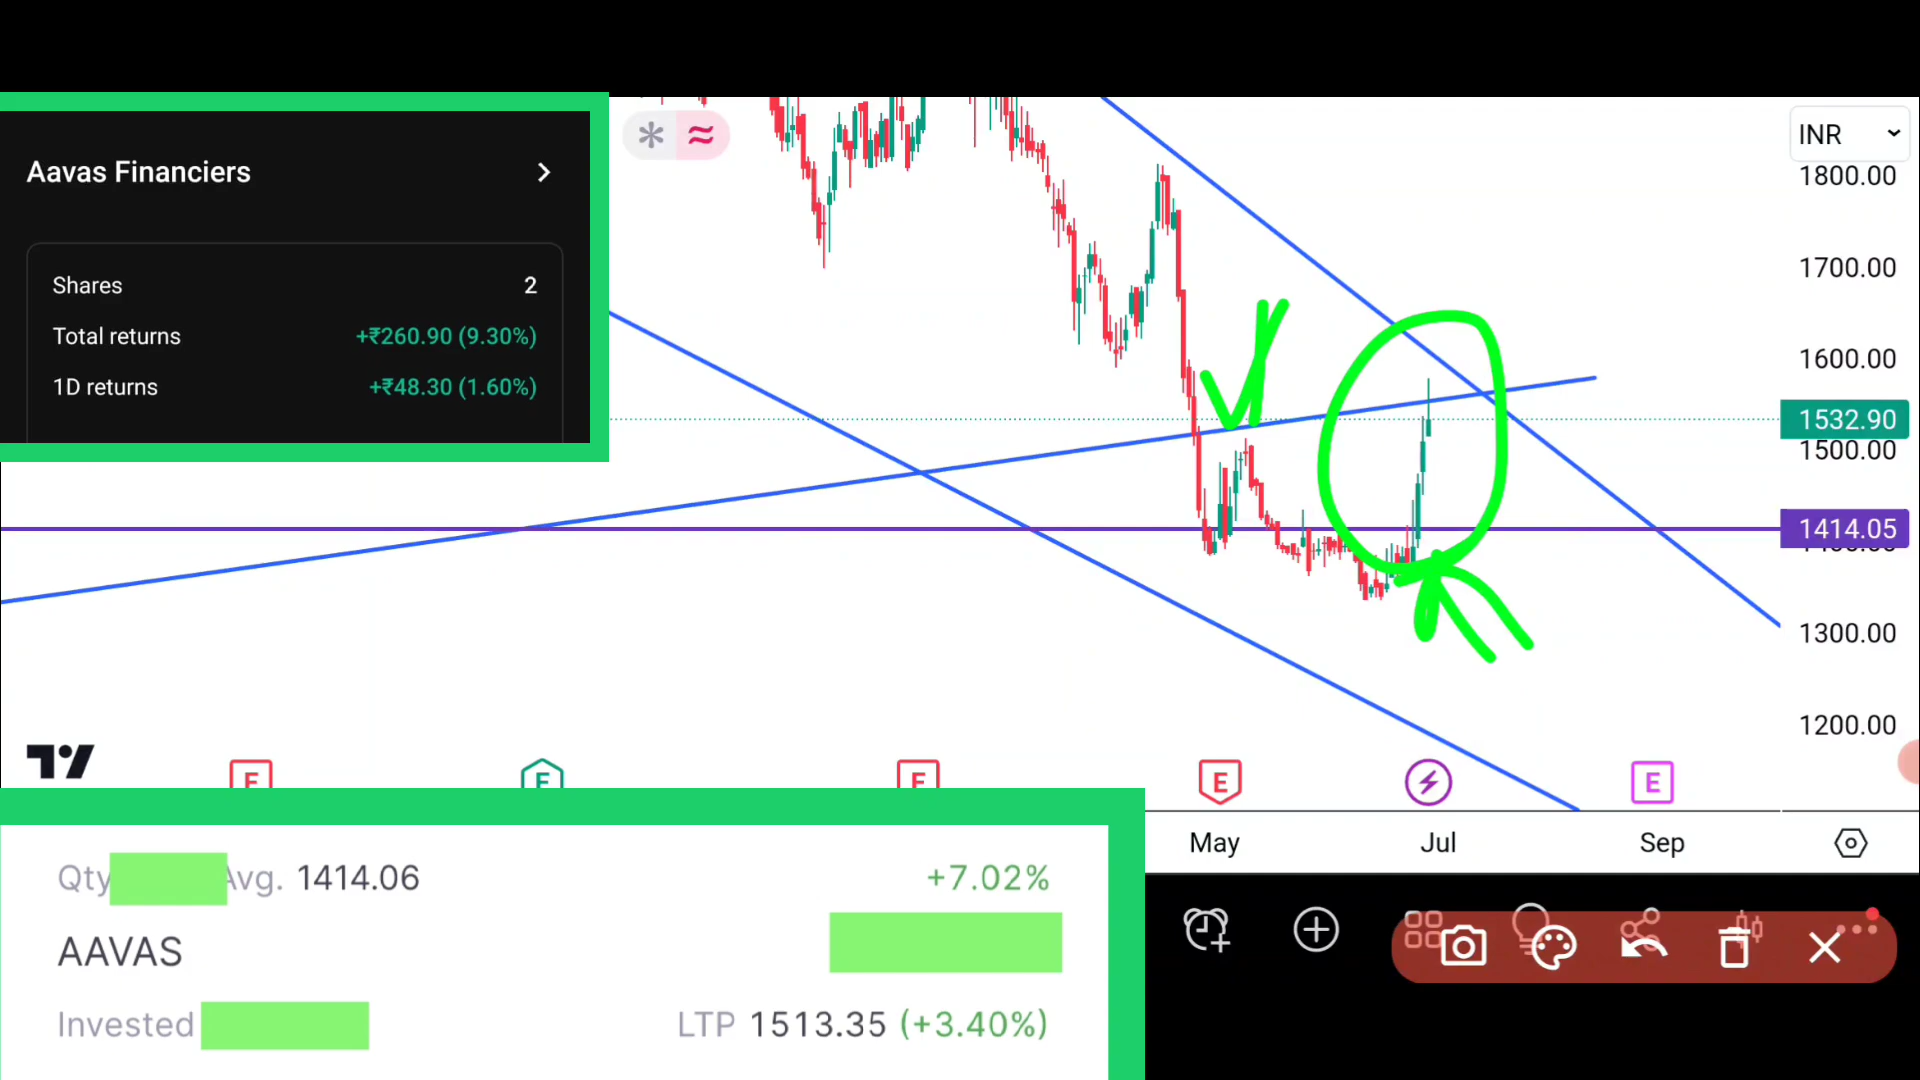 Aavas Financiers
Shares 2
Total returns +₹260.90 (9.30%)
1D returns +₹48.30 (1.60%)
INR
1800.00
1700.00
1600.00
1532.90
1500.00
1414.05
1300.00
1200.00
E E E E E
May Jul Sep
Qty Avg. 1414.06 +7.02%
AAVAS
Invested LTP 1513.35 (+3.40%)